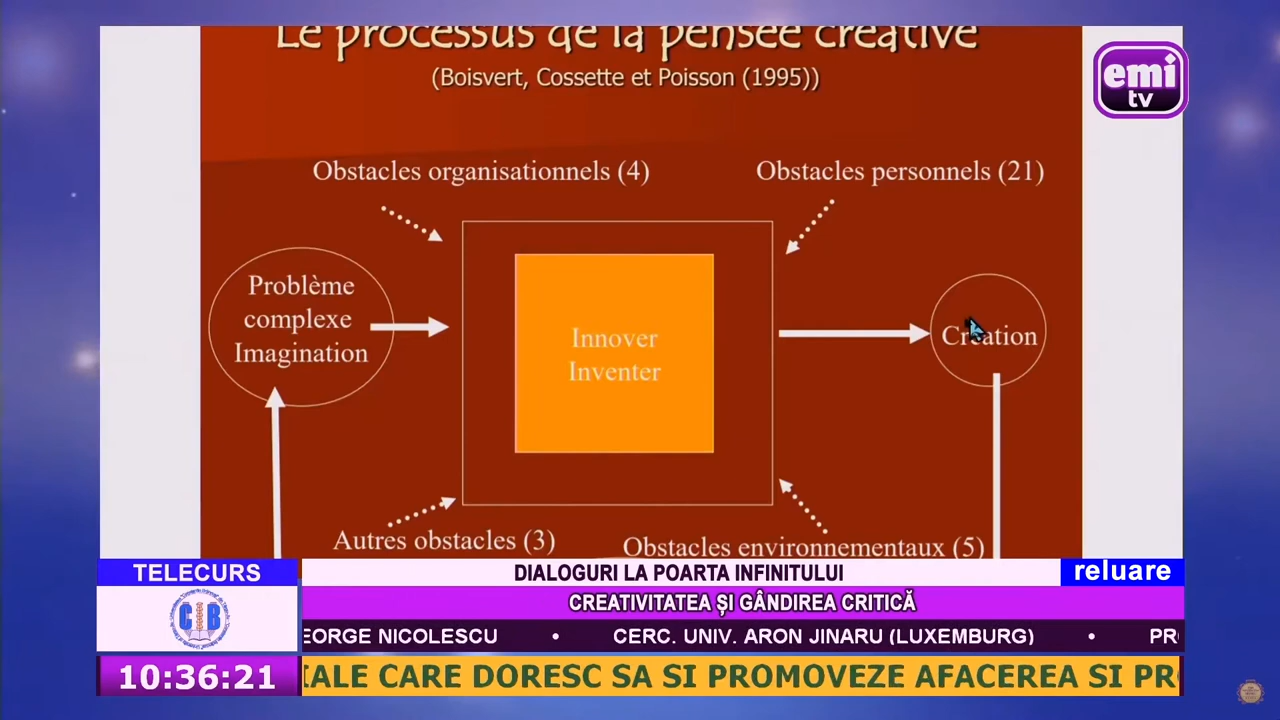 Le processus de la pensée créative
(Boisvert, Cossette et Poisson (1995))
emi
tv
Obstacles organisationnels (4)
Obstacles personnels (21)
Problème
complexe
Imagination
Innover
Inventer
Création
Autres obstacles (3)
Obstacles environnementaux (5)
TELECURS
DIALOGURI LA POARTA INFINITULUI
reluare
CREATIVITATEA ȘI GÂNDIREA CRITICĂ
CIB
EORGE NICOLESCU • CERC. UNIV. ARON JINARU (LUXEMBURG) • PR
10:36:21
IALE CARE DORESC SA SI PROMOVEZE AFACEREA SI PR